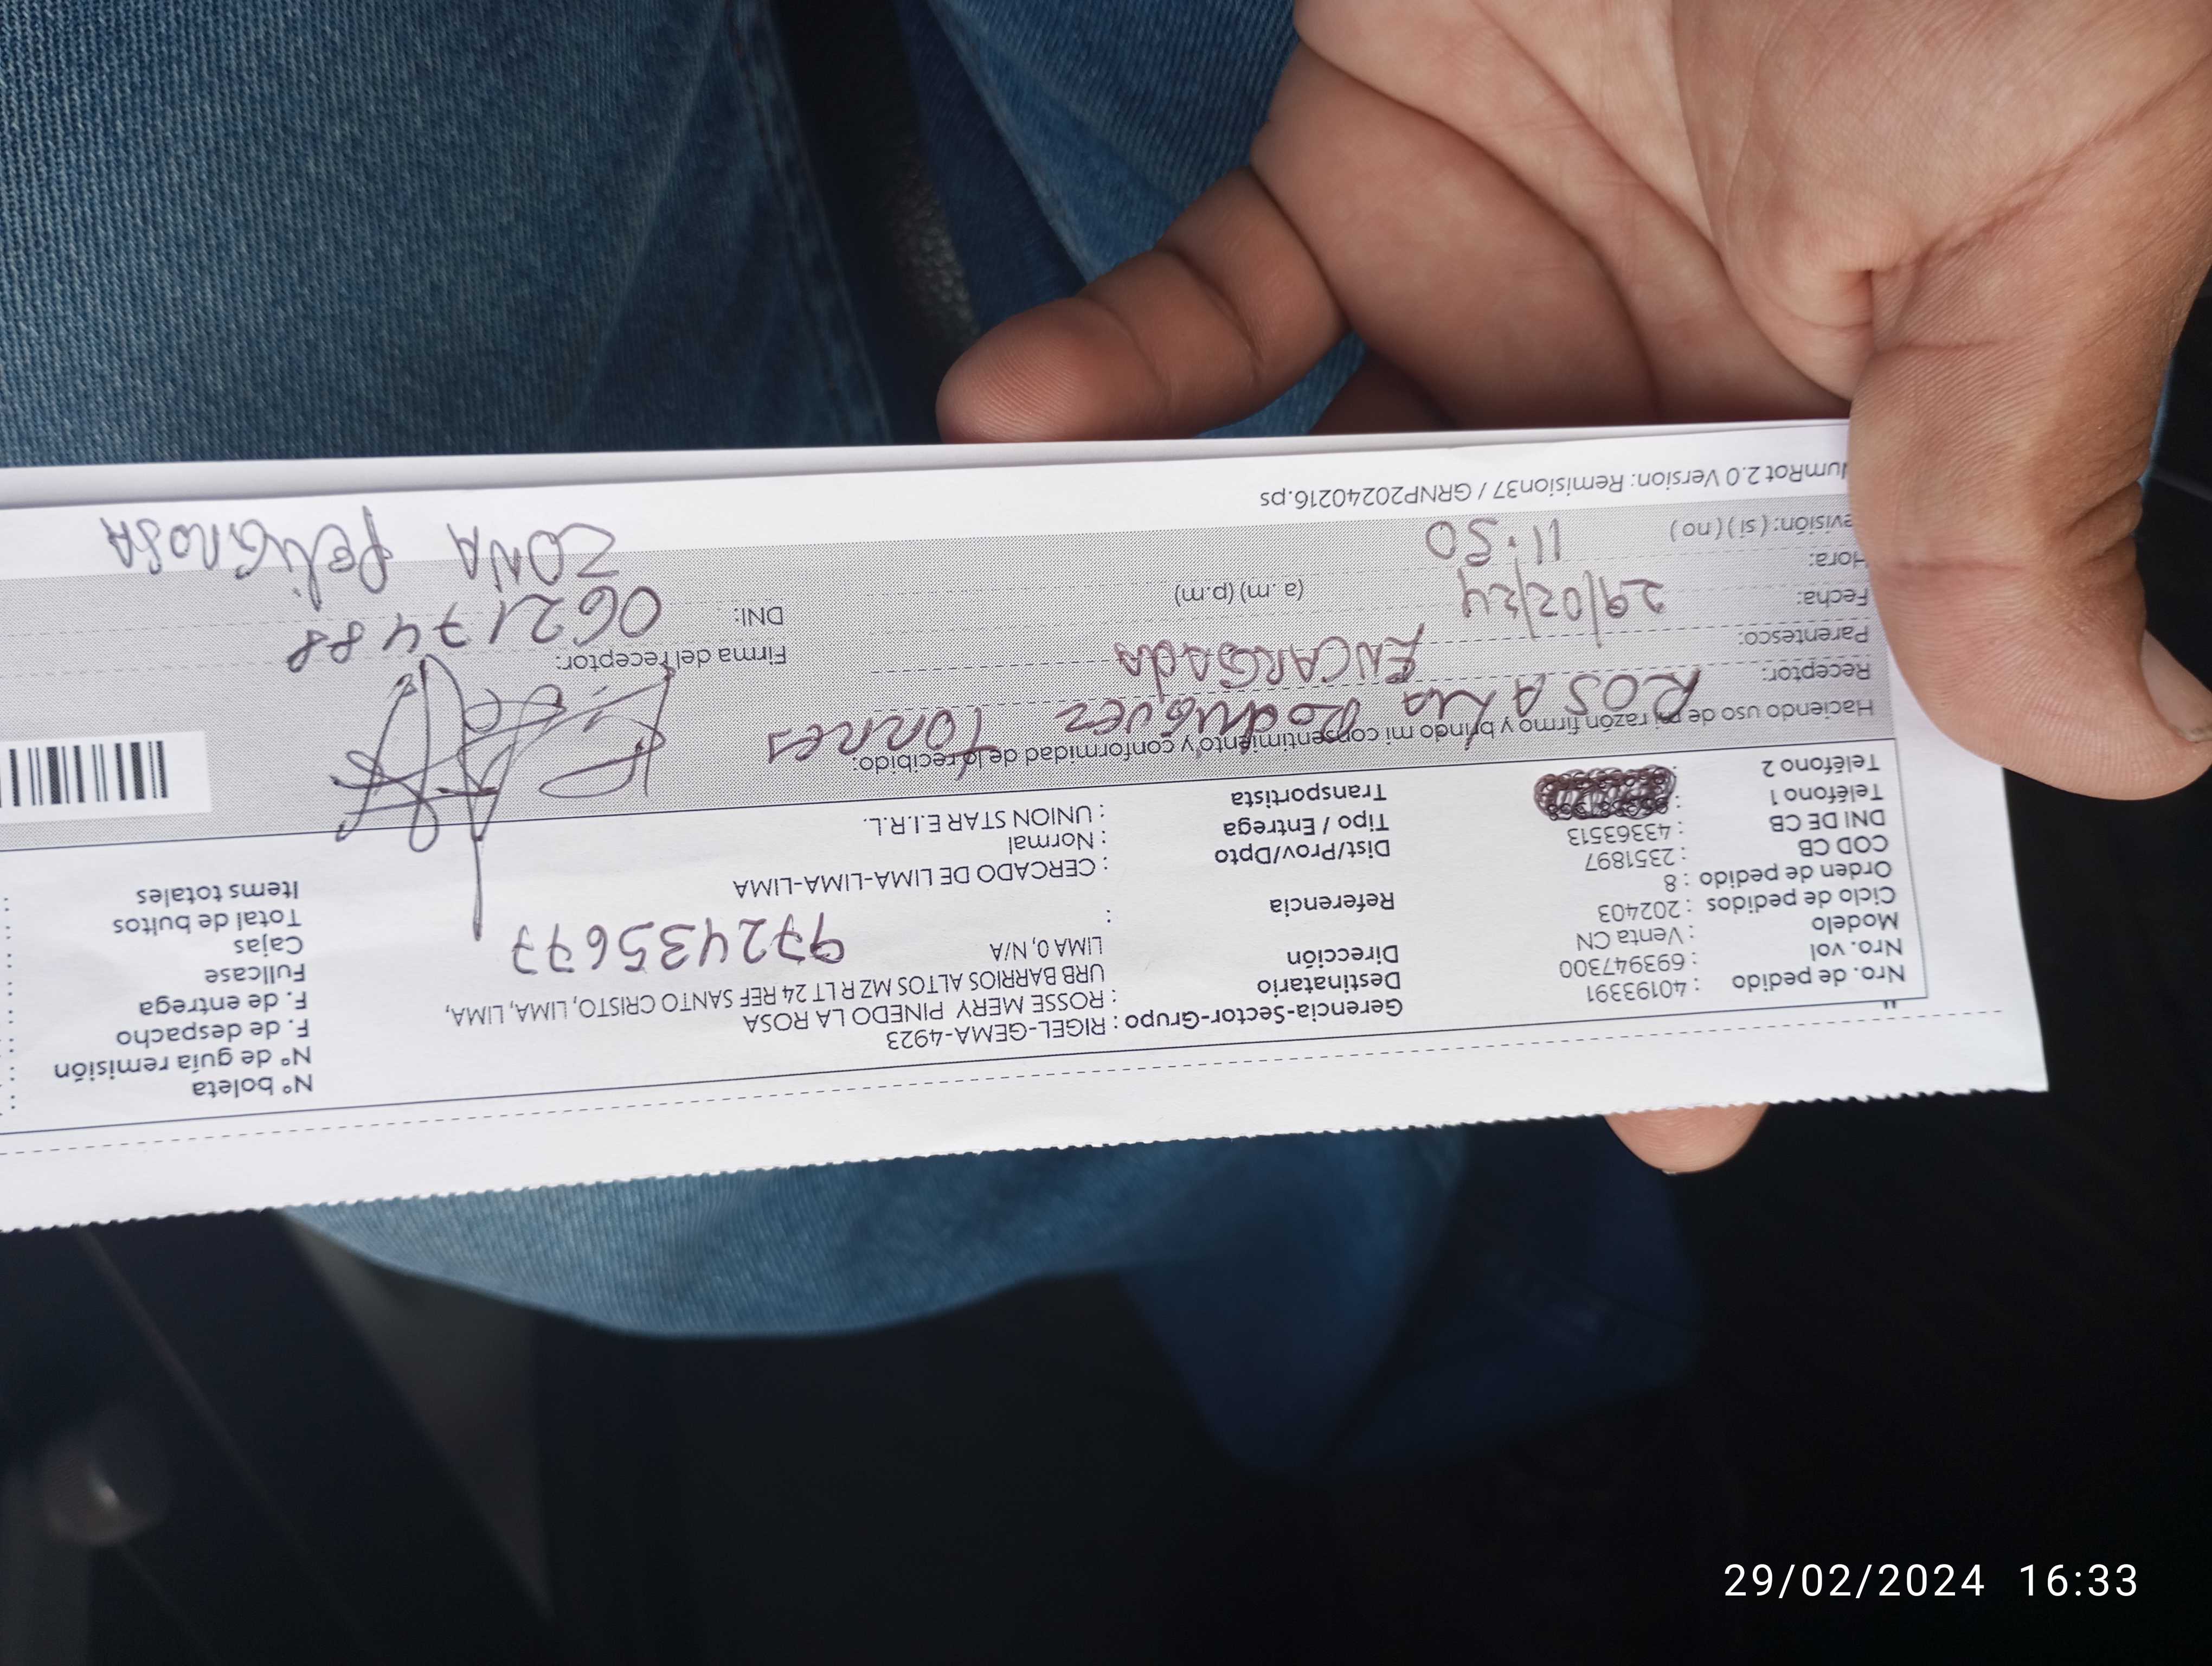 Nro. de pedido : 40193391
Nro. vol : 693947300
Modelo : Venta CN
Ciclo de pedidos : 202403
Orden de pedido : 8
COD CB : 2351897
DNI DE CB : 43363513
Teléfono 1 :
Teléfono 2 :
Gerencia-Sector-Grupo : RIGEL-GEMA-4923
Destinatario : ROSSE MERY PINEDO LA ROSA
Dirección URB BARRIOS ALTOS MZ R LT 24 REF SANTO CRISTO, LIMA, LIMA,
LIMA 0, N/A
972435677
Referencia :
Dist/Prov/Dpto : CERCADO DE LIMA-LIMA-LIMA
Tipo / Entrega : Normal
Transportista : UNION STAR E.I.R.L.
N° boleta :
N° de guía remisión :
F. de despacho :
F. de entrega :
Fullcase :
Cajas :
Total de bultos :
Items totales :
Haciendo uso de mi razón firmo y brindo mi consentimiento y conformidad de lo recibido:
Receptor: ROSALIA RODRIGUEZ TORRES
Parentesco: ENCARGADA
Fecha: 29/02/24
Hora: 11:50 (a.m) (p.m)
evisión: ( si ) ( no )
Firma del receptor:
DNI: 06217488
ZONA PELIGROSA
umRot 2.0 Version: Remision37 / GRNP20240216.ps
29/02/2024 16:33